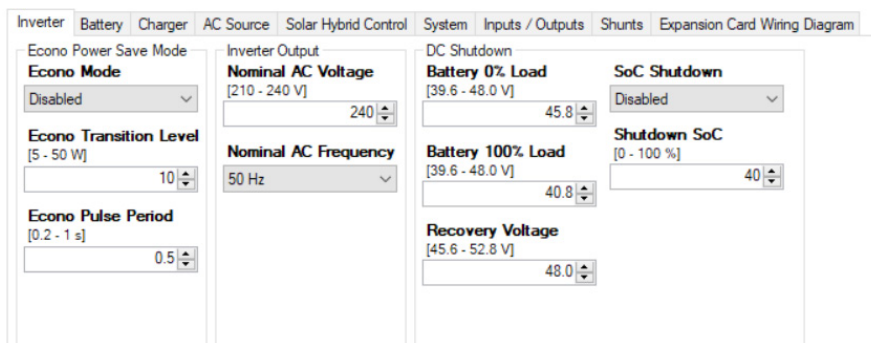 Inverter Battery Charger AC Source Solar Hybrid Control System Inputs / Outputs Shunts Expansion Card Wiring Diagram
Econo Power Save Mode
Econo Mode
Disabled
Econo Transition Level
[5 - 50 W]
10
Econo Pulse Period
[0.2 - 1 s]
0.5
Inverter Output
Nominal AC Voltage
[210 - 240 V]
240
Nominal AC Frequency
50 Hz
DC Shutdown
Battery 0% Load
[39.6 - 48.0 V]
45.8
Battery 100% Load
[39.6 - 48.0 V]
40.8
Recovery Voltage
[45.6 - 52.8 V]
48.0
SoC Shutdown
Disabled
Shutdown SoC
[0 - 100 %]
40